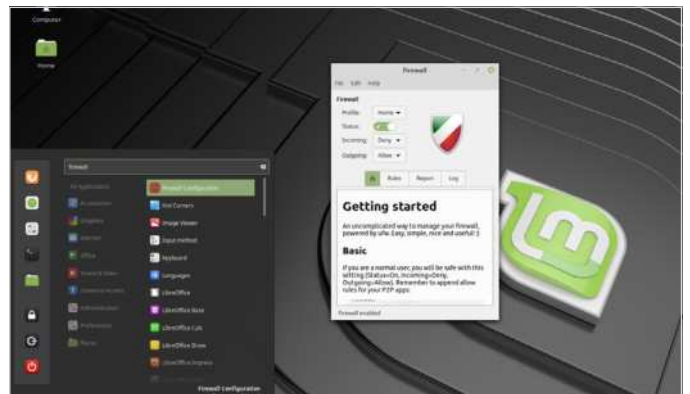 Computer
Home
firewall
All Applications
Accessories
Graphics
Internet
Office
Sound & Video
Universal Access
Administration
Preferences
Places
Firewall Configuration
Hot Corners
Image Viewer
Input Method
Keyboard
Languages
LibreOffice
LibreOffice Base
LibreOffice Calc
LibreOffice Draw
LibreOffice Impress
Firewall Configuration
Firewall
File Edit Help
Firewall
Profile: Home
Status:
Incoming: Deny
Outgoing: Allow
Rules Report Log
Getting started
An uncomplicated way to manage your firewall,
powered by ufw. Easy, simple, nice and useful! :)
Basic
If you are a normal user, you will be safe with this
setting (Status=On, Incoming=Deny,
Outgoing=Allow). Remember to append allow
rules for your P2P apps:
Firewall enabled